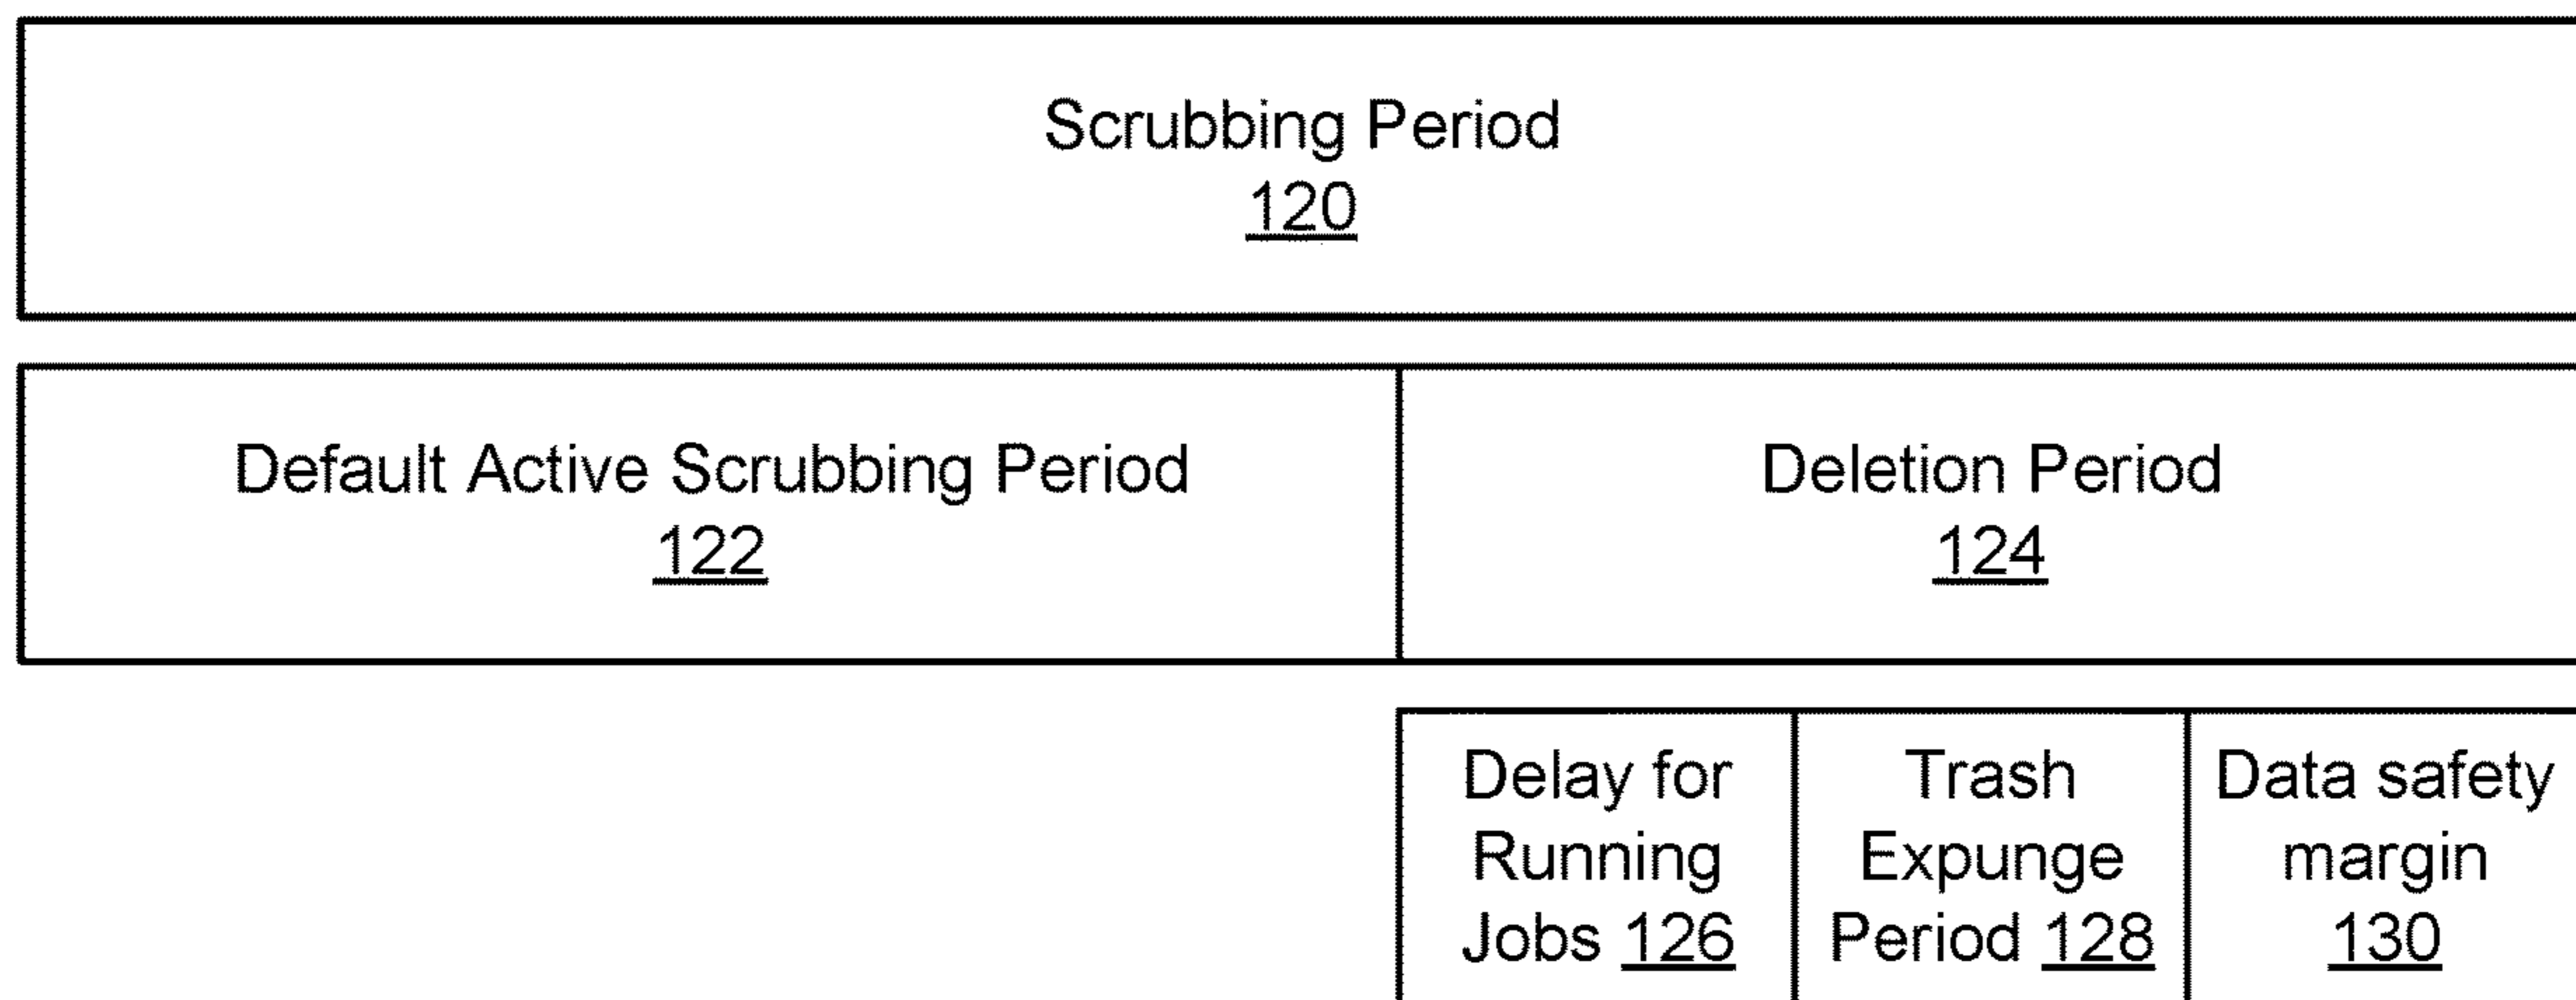 Scrubbing Period
120
Default Active Scrubbing Period
122
Deletion Period
124
Delay for
Running
Jobs 126
Trash
Expunge
Period 128
Data safety
margin
130